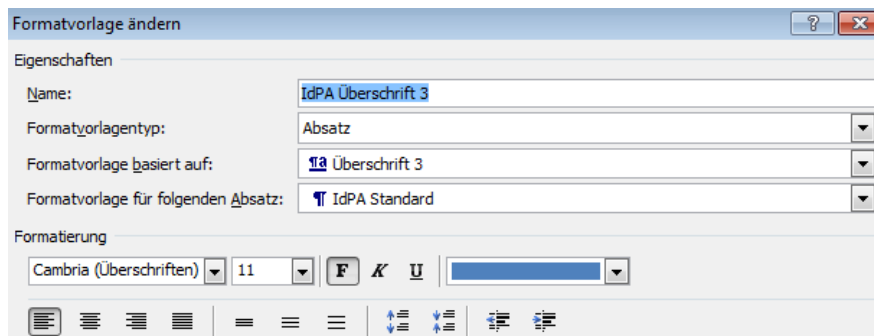 Formatvorlage ändern
Eigenschaften
Name: IdPA Überschrift 3
Formatvorlagentyp: Absatz
Formatvorlage basiert auf: ¶a Überschrift 3
Formatvorlage für folgenden Absatz: ¶ IdPA Standard
Formatierung
Cambria (Überschriften) 11 F K U